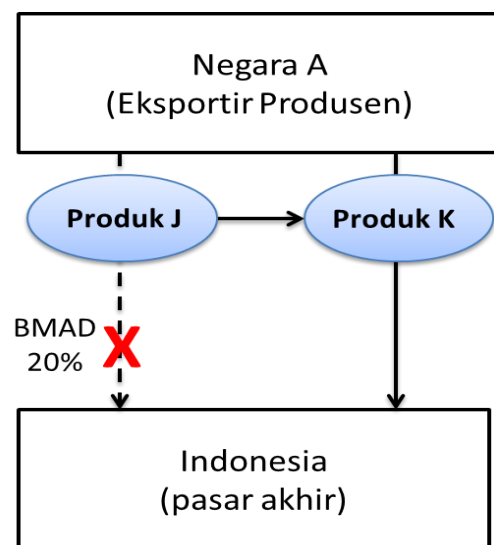 Negara A
(Eksportir Produsen)
Produk J
Produk K
BMAD
20%
X
Indonesia
(pasar akhir)